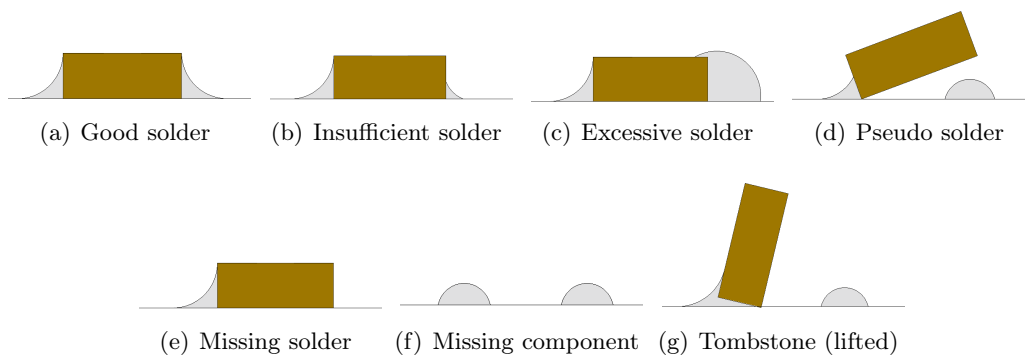 (a) Good solder
(b) Insufficient solder
(c) Excessive solder
(d) Pseudo solder
(e) Missing solder
(f) Missing component
(g) Tombstone (lifted)